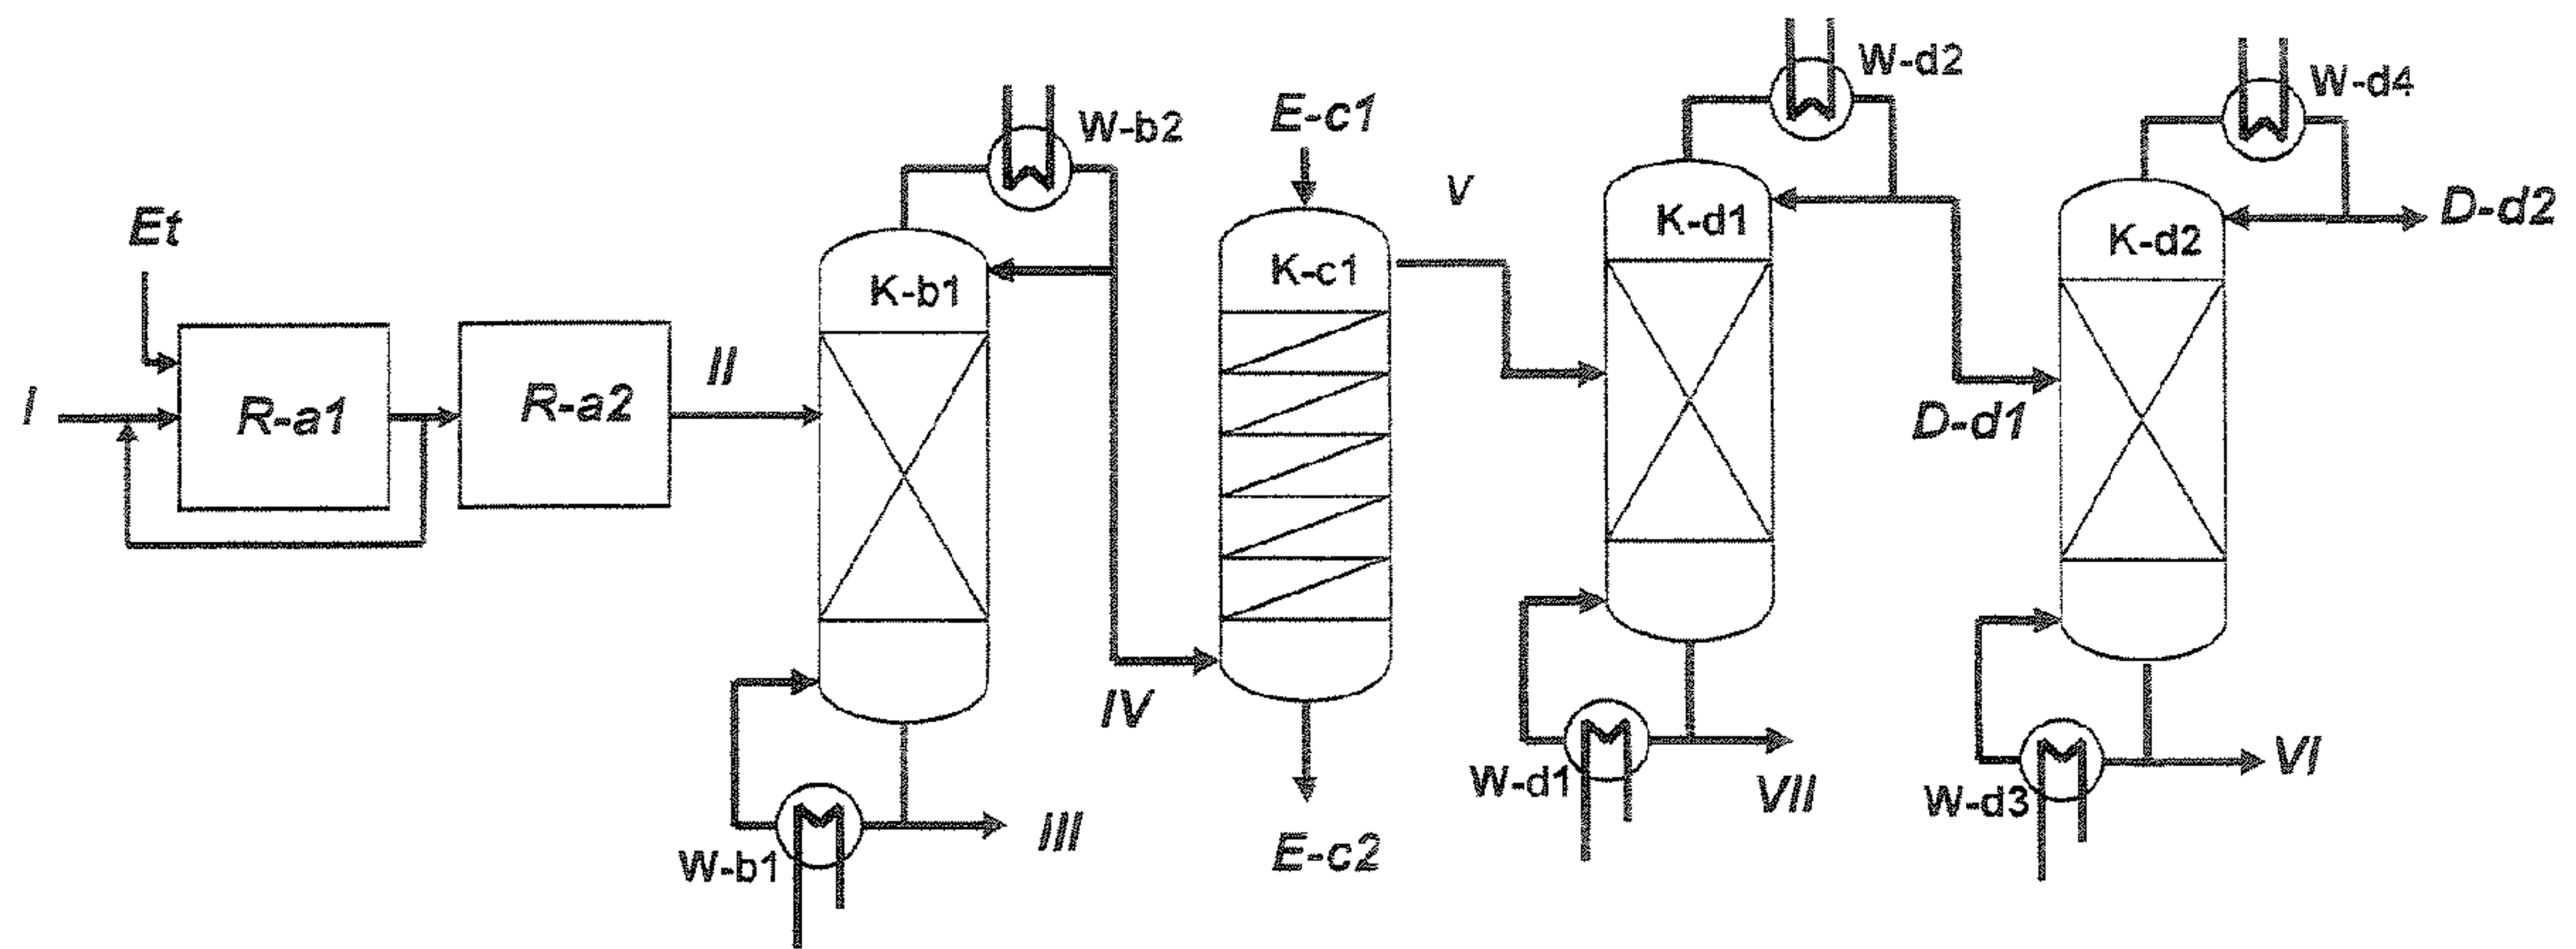 Et
I
R-a1
R-a2
II
K-b1
W-b2
W-b1
III
IV
E-c1
K-c1
E-c2
V
K-d1
W-d2
W-d1
VII
D-d1
K-d2
W-d4
D-d2
W-d3
VI